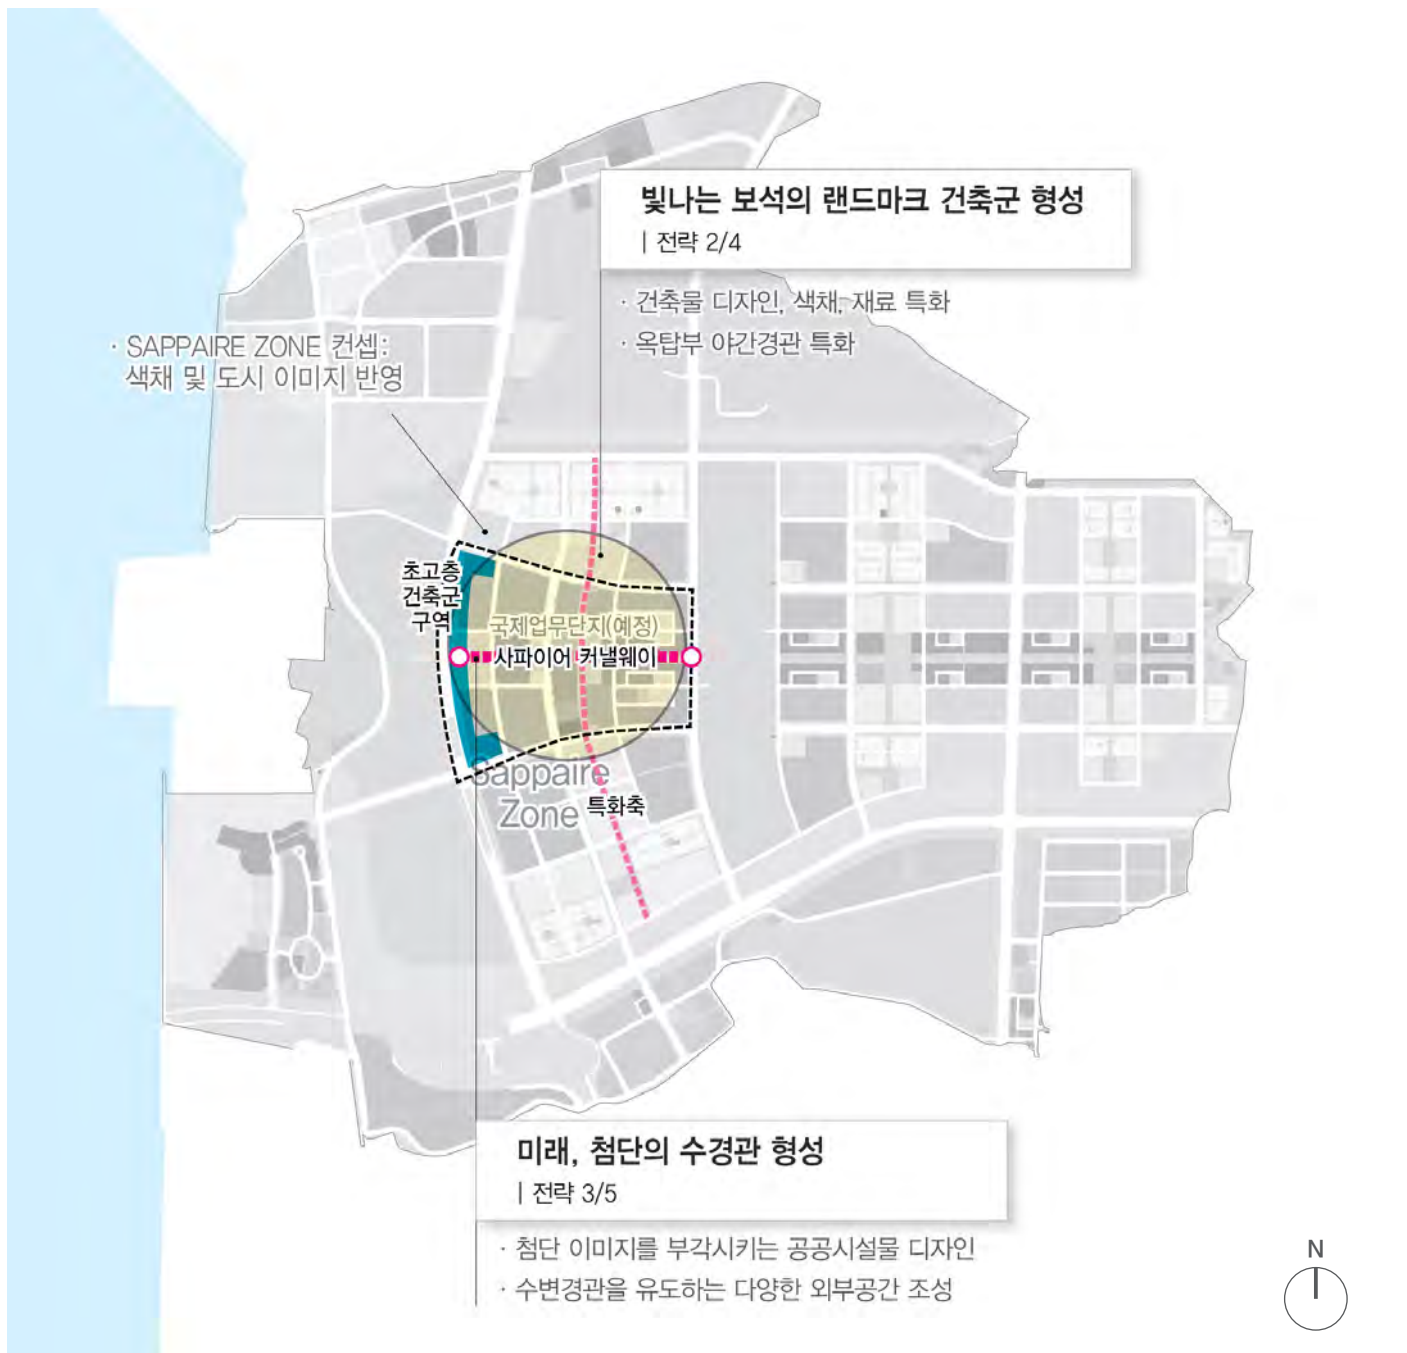 빛나는 보석의 랜드마크 건축군 형성
| 전략 2/4
· 건축물 디자인, 색채, 재료 특화
· 옥탑부 야간경관 특화
· SAPPAIRE ZONE 컨셉:
색채 및 도시 이미지 반영
초고층
건축군
구역
국제업무단지(예정)
사파이어 커낼웨이
Sappaire
Zone
특화축
미래, 첨단의 수경관 형성
| 전략 3/5
· 첨단 이미지를 부각시키는 공공시설물 디자인
· 수변경관을 유도하는 다양한 외부공간 조성
N